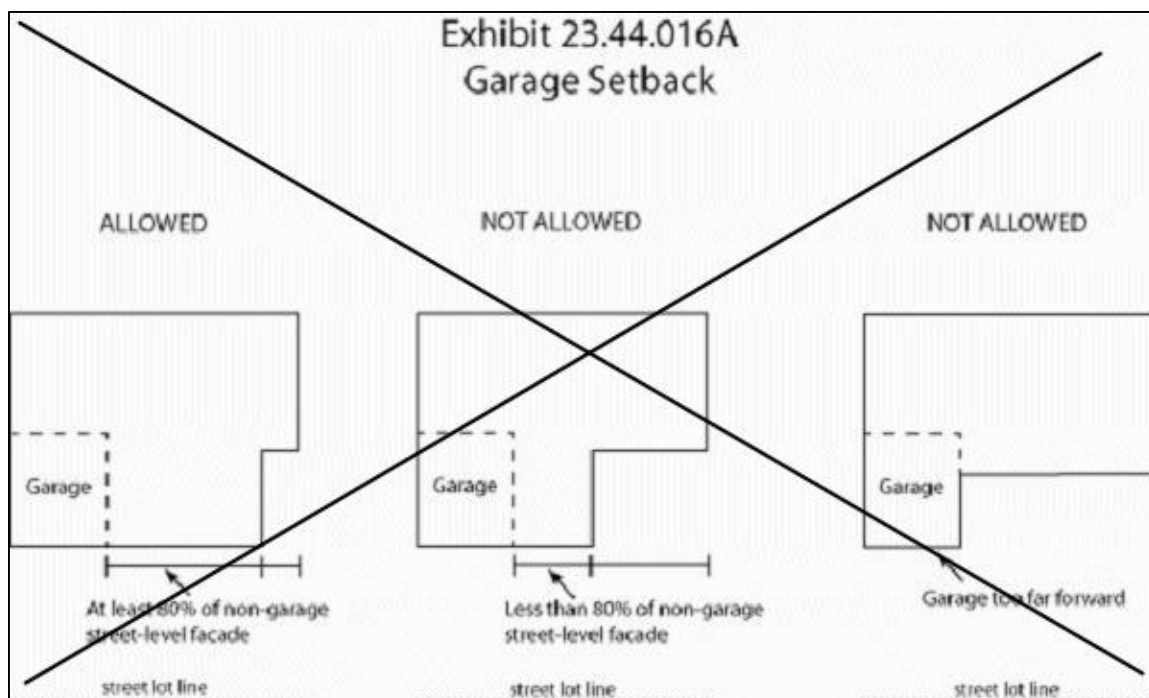 Exhibit 23.44.016A
Garage Setback
ALLOWED
NOT ALLOWED
NOT ALLOWED
Garage
Garage
Garage
At least 80% of non-garage
street-level facade
Less than 80% of non-garage
street-level facade
Garage too far forward
street lot line
street lot line
street lot line